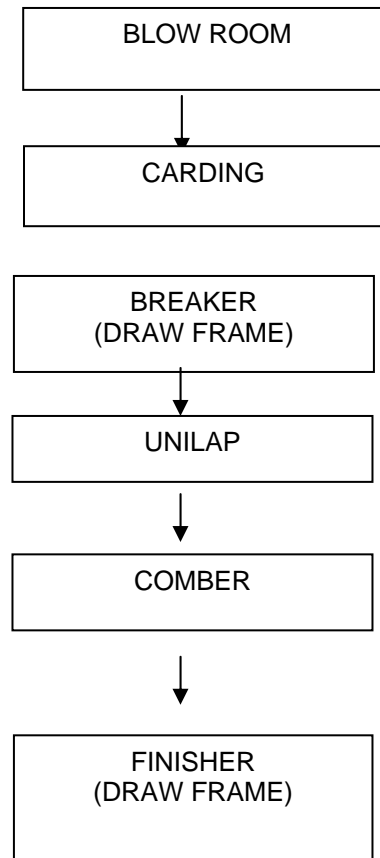 BLOW ROOM
CARDING
BREAKER
(DRAW FRAME)
UNILAP
COMBER
FINISHER
(DRAW FRAME)